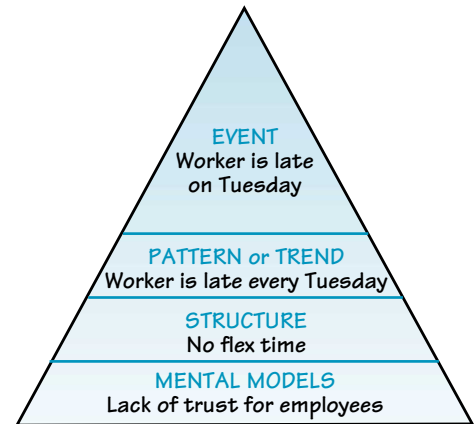 EVENT
Worker is late
on Tuesday
PATTERN or TREND
Worker is late every Tuesday
STRUCTURE
No flex time
MENTAL MODELS
Lack of trust for employees